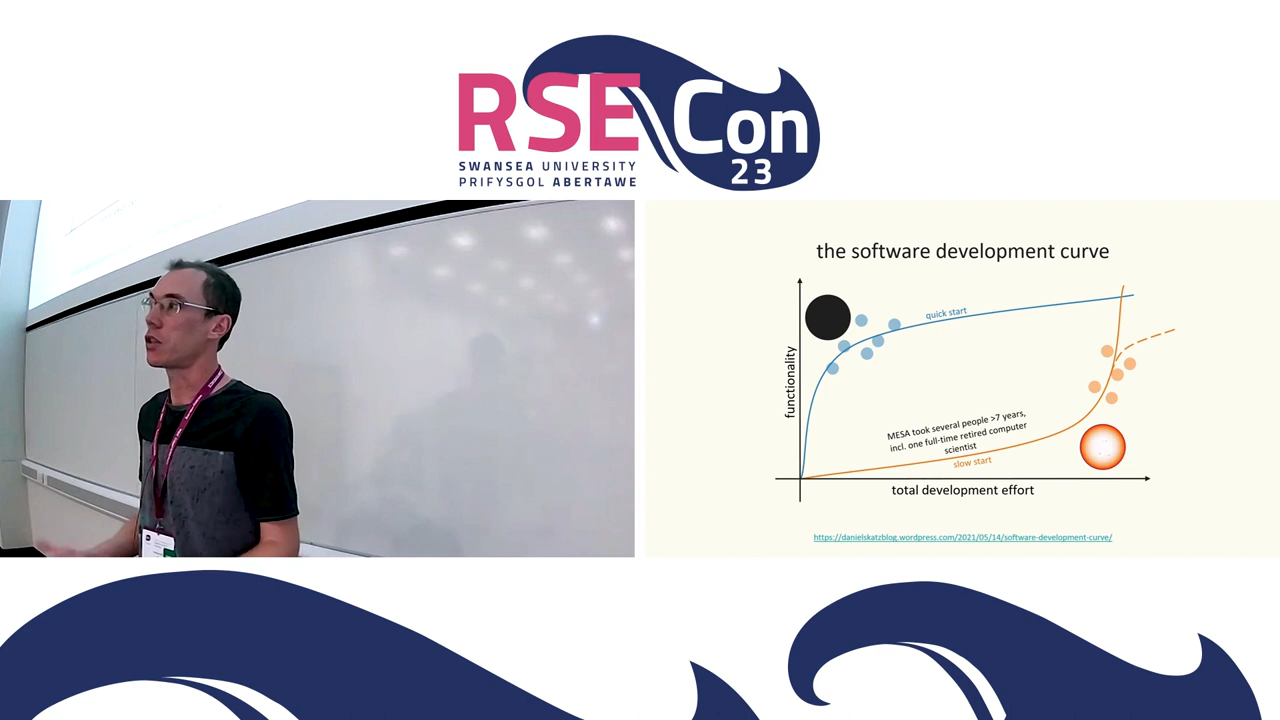 RSE Con
23
SWANSEA UNIVERSITY
PRIFYSGOL ABERTAWE
the software development curve
functionality
quick start
MESA took several people >7 years,
incl. one full-time retired computer
scientist
slow start
total development effort
https://danielskatzblog.wordpress.com/2021/05/14/software-development-curve/